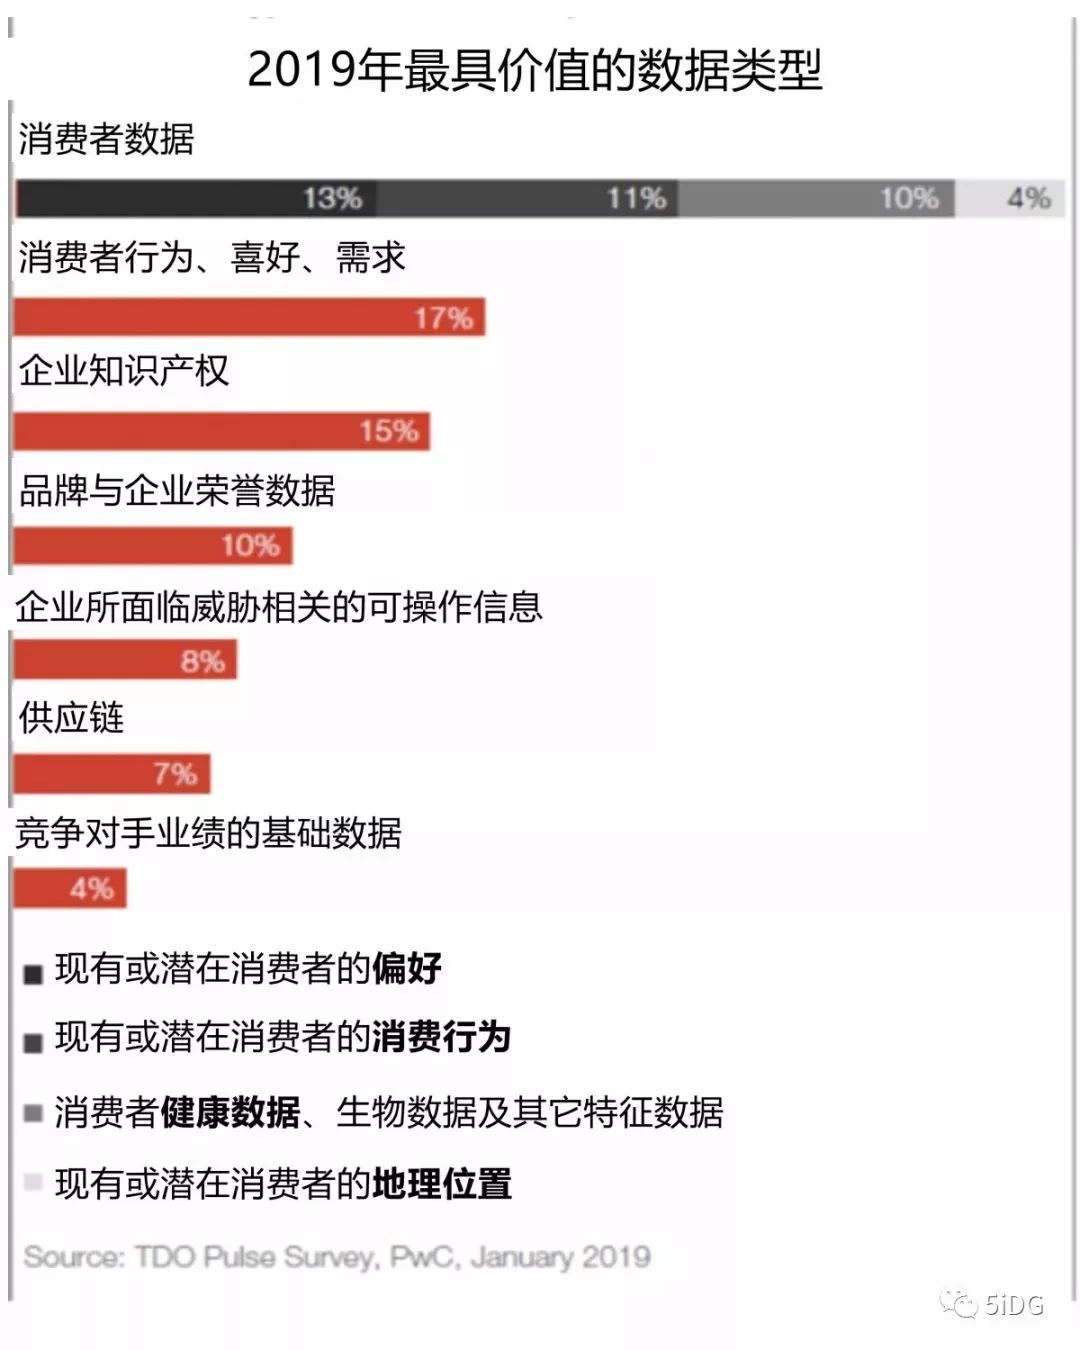 2019年最具价值的数据类型
消费者数据
13% 11% 10% 4%
消费者行为、喜好、需求
17%
企业知识产权
15%
品牌与企业荣誉数据
10%
企业所面临威胁相关的可操作信息
8%
供应链
7%
竞争对手业绩的基础数据
4%
现有或潜在消费者的偏好
现有或潜在消费者的消费行为
消费者健康数据、生物数据及其它特征数据
现有或潜在消费者的地理位置
Source: TDO Pulse Survey, PwC, January 2019
5iDG